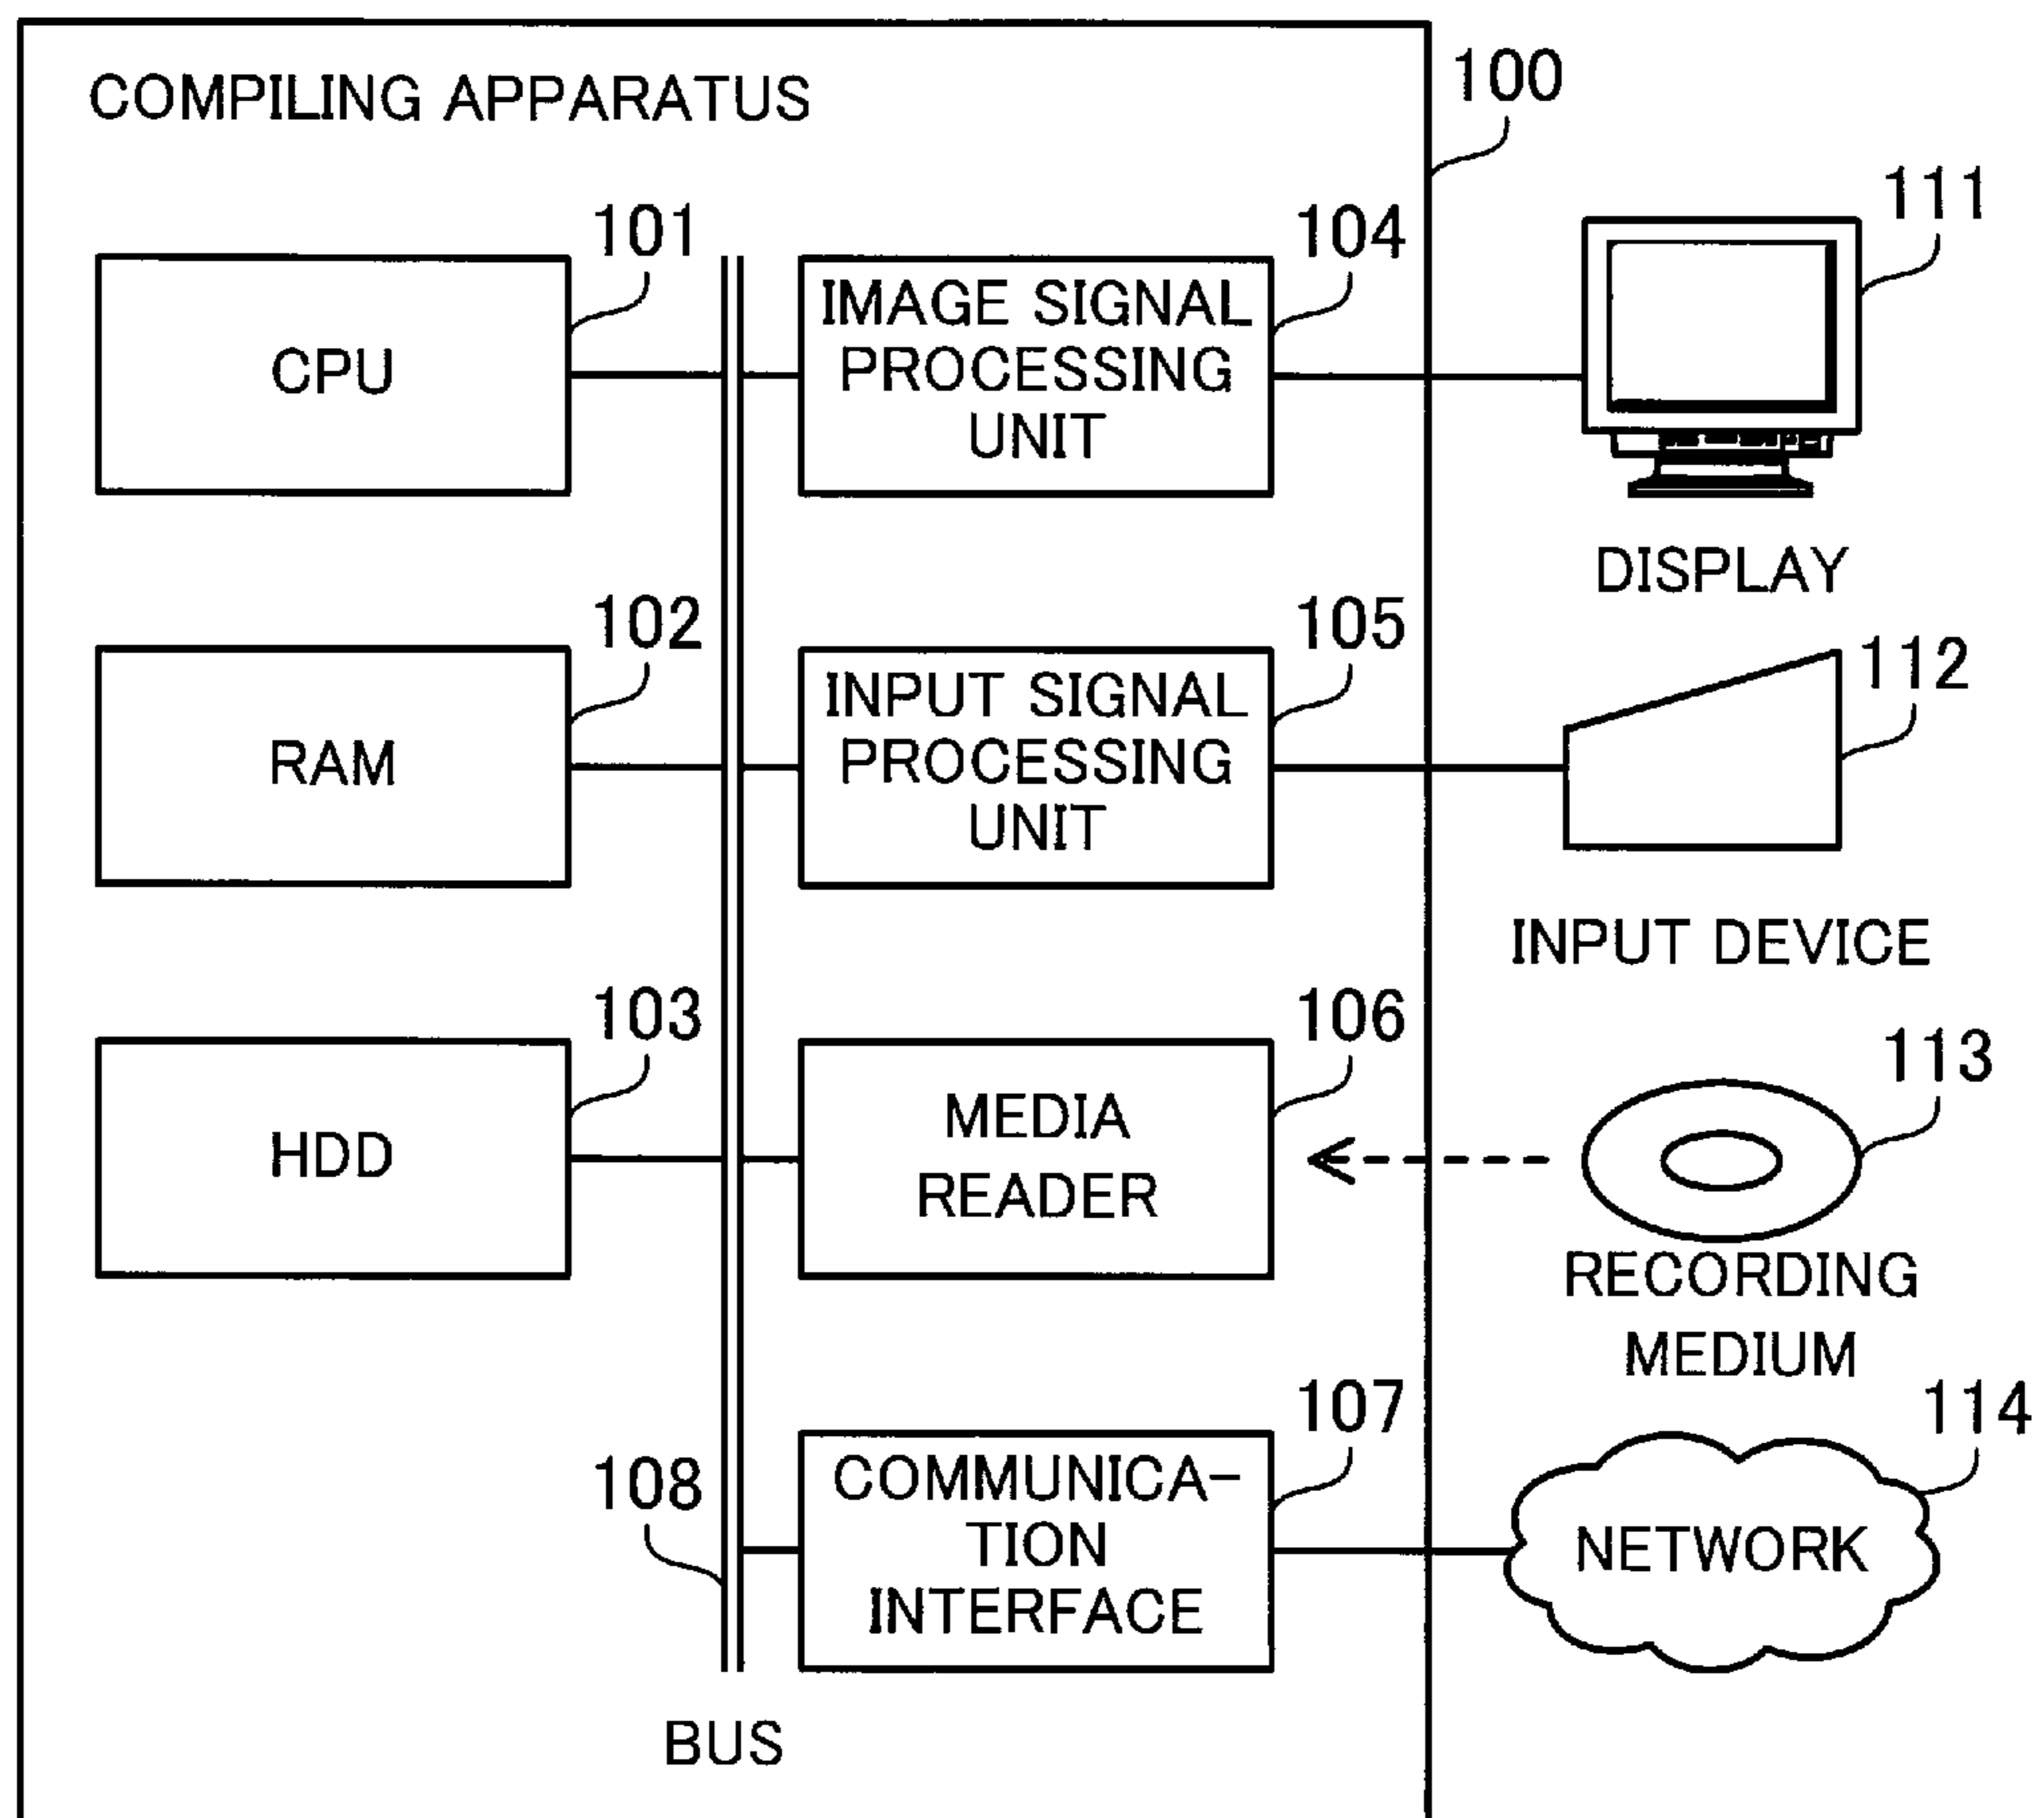 COMPILING APPARATUS
100
101
CPU
104
IMAGE SIGNAL
PROCESSING
UNIT
111
DISPLAY
102
RAM
105
INPUT SIGNAL
PROCESSING
UNIT
112
INPUT DEVICE
103
HDD
106
MEDIA
READER
113
RECORDING
MEDIUM
108
BUS
107
COMMUNICA-
TION
INTERFACE
114
NETWORK